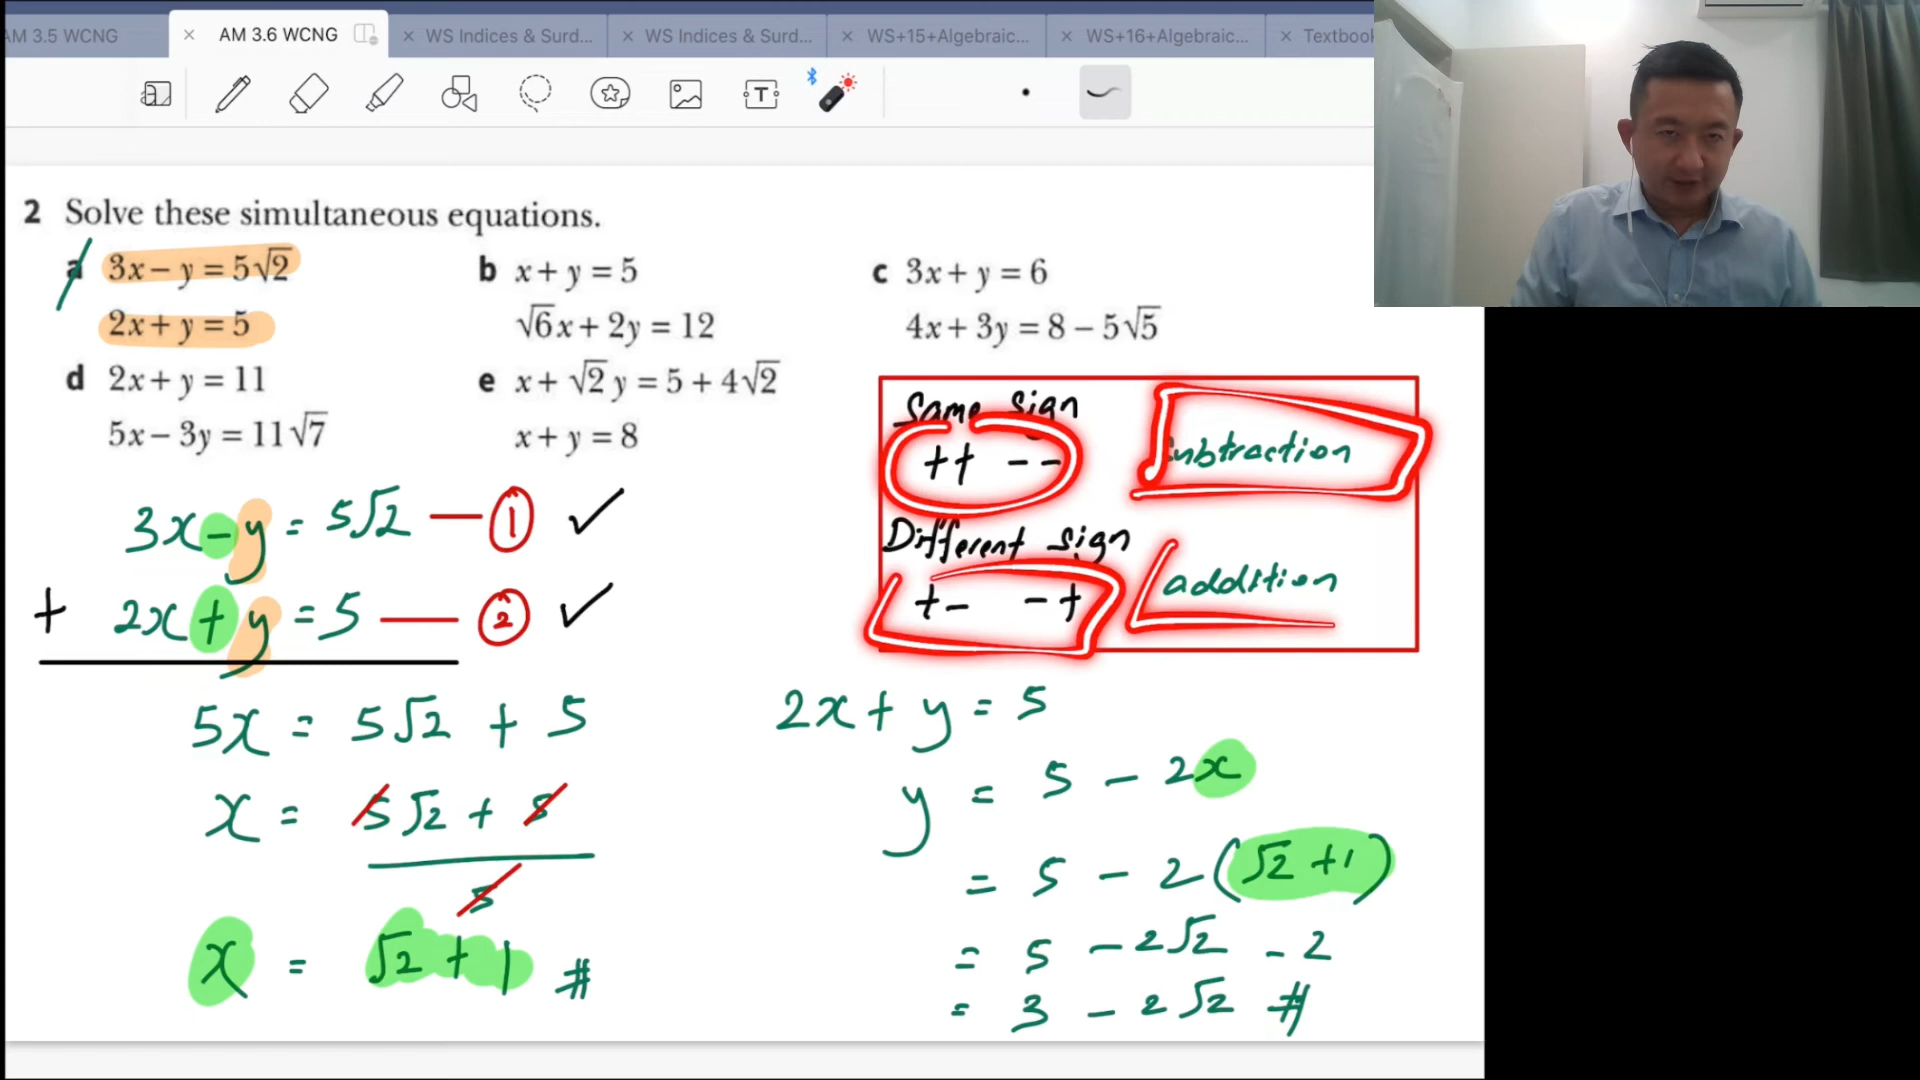 AM 3.5 WCNG × AM 3.6 WCNG × WS Indices & Surd... × WS Indices & Surd... × WS+15+Algebraic... × WS+16+Algebraic... × Textbook
T
2 Solve these simultaneous equations.
a 3x − y = 5√2 b x + y = 5 c 3x + y = 6
2x + y = 5 √6x + 2y = 12 4x + 3y = 8 − 5√5
d 2x + y = 11 e x + √2 y = 5 + 4√2
5x − 3y = 11√7 x + y = 8
Same sign
++ -- subtraction
Different sign
+- -+ addition
3x - y = 5√2 — ① ✓
+ 2x + y = 5 — ② ✓
5x = 5√2 + 5
x = 5√2 + 5
5
x = √2 + 1 #
2x + y = 5
y = 5 - 2x
= 5 - 2(√2 + 1)
= 5 - 2√2 - 2
= 3 - 2√2 #